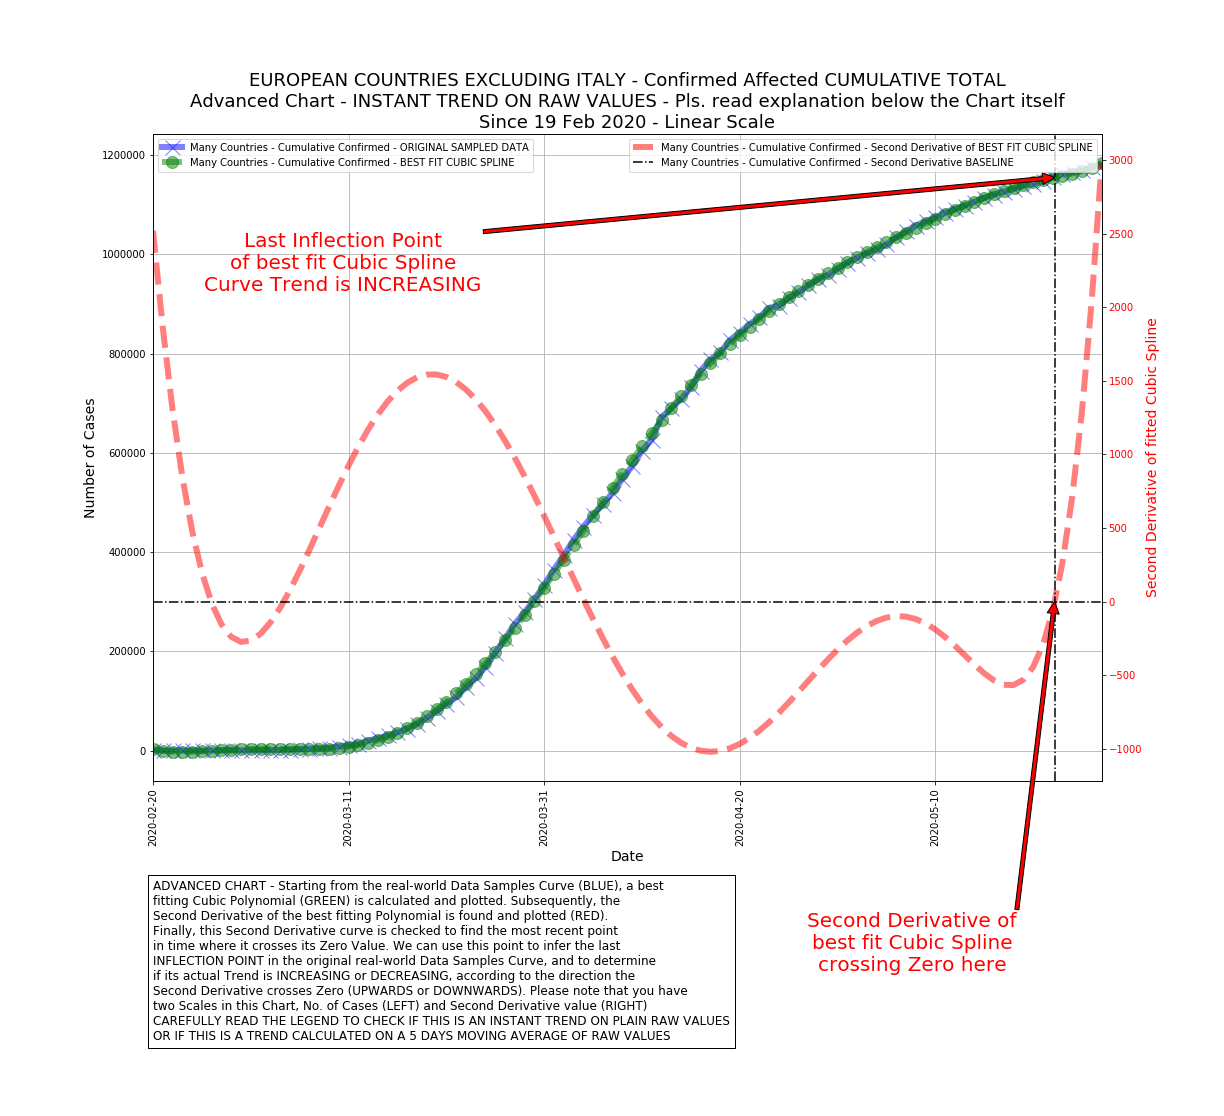 EUROPEAN COUNTRIES EXCLUDING ITALY - Confirmed Affected CUMULATIVE TOTAL
Advanced Chart - INSTANT TREND ON RAW VALUES - Pls. read explanation below the Chart itself
Since 19 Feb 2020 - Linear Scale
Many Countries - Cumulative Confirmed - ORIGINAL SAMPLED DATA
Many Countries - Cumulative Confirmed - BEST FIT CUBIC SPLINE
Many Countries - Cumulative Confirmed - Second Derivative of BEST FIT CUBIC SPLINE
Many Countries - Cumulative Confirmed - Second Derivative BASELINE
Last Inflection Point
of best fit Cubic Spline
Curve Trend is INCREASING
Number of Cases
1200000
1000000
800000
600000
400000
200000
0
Second Derivative of fitted Cubic Spline
3000
2500
2000
1500
1000
500
0
−500
−1000
2020-02-20
2020-03-11
2020-03-31
2020-04-20
2020-05-10
Date
ADVANCED CHART - Starting from the real-world Data Samples Curve (BLUE), a best
fitting Cubic Polynomial (GREEN) is calculated and plotted. Subsequently, the
Second Derivative of the best fitting Polynomial is found and plotted (RED).
Finally, this Second Derivative curve is checked to find the most recent point
in time where it crosses its Zero Value. We can use this point to infer the last
INFLECTION POINT in the original real-world Data Samples Curve, and to determine
if its actual Trend is INCREASING or DECREASING, according to the direction the
Second Derivative crosses Zero (UPWARDS or DOWNWARDS). Please note that you have
two Scales in this Chart, No. of Cases (LEFT) and Second Derivative value (RIGHT)
CAREFULLY READ THE LEGEND TO CHECK IF THIS IS AN INSTANT TREND ON PLAIN RAW VALUES
OR IF THIS IS A TREND CALCULATED ON A 5 DAYS MOVING AVERAGE OF RAW VALUES
Second Derivative of
best fit Cubic Spline
crossing Zero here